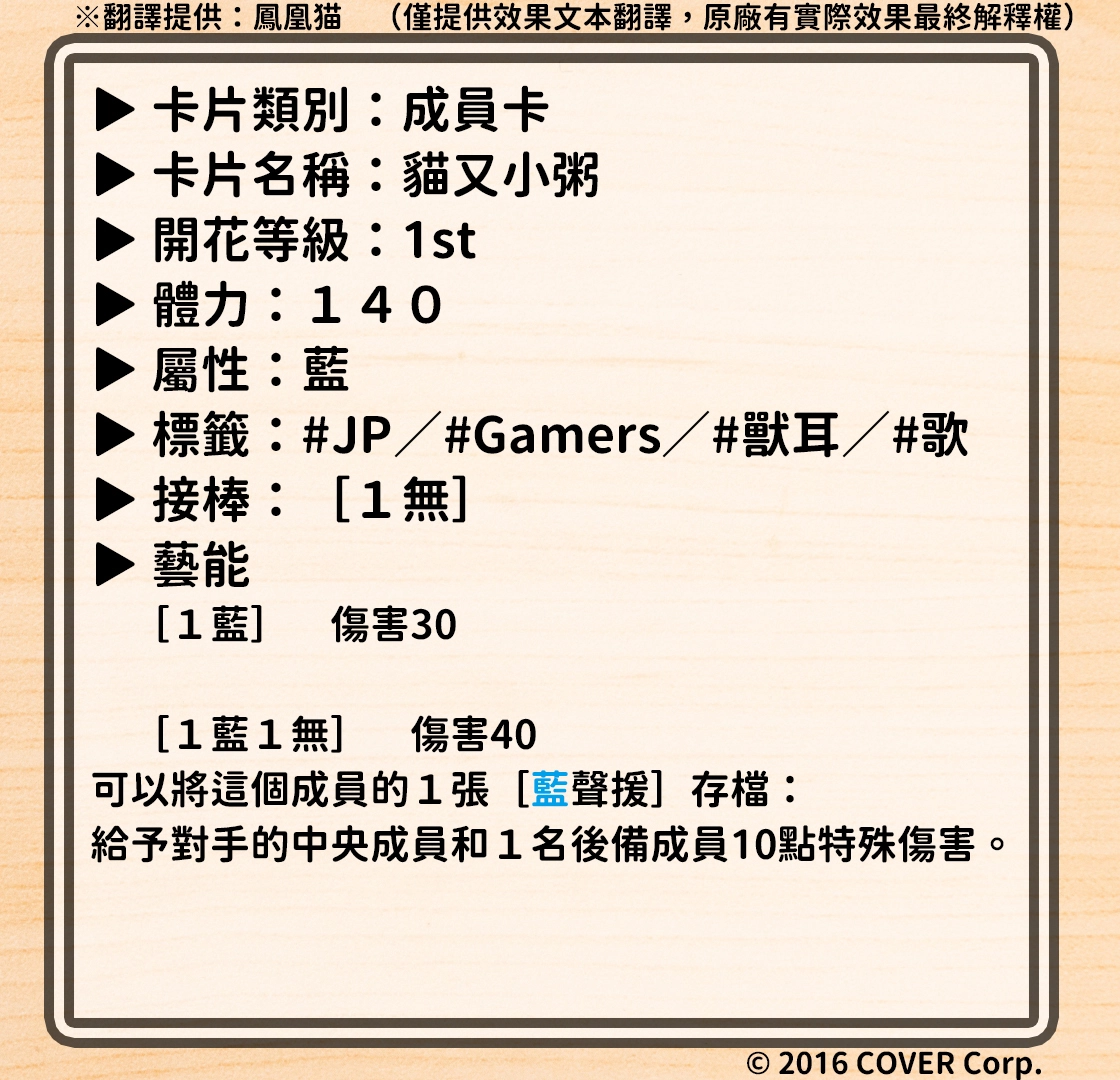 ※翻譯提供：鳳凰猫　（僅提供效果文本翻譯，原廠有實際效果最終解釋權）
▶ 卡片類別：成員卡
▶ 卡片名稱：貓又小粥
▶ 開花等級：1st
▶ 體力：１４０
▶ 屬性：藍
▶ 標籤：#JP／#Gamers／#獸耳／#歌
▶ 接棒：［１無］
▶ 藝能
［１藍］　傷害30
［１藍１無］　傷害40
可以將這個成員的１張［藍聲援］存檔：
給予對手的中央成員和１名後備成員10點特殊傷害。
© 2016 COVER Corp.